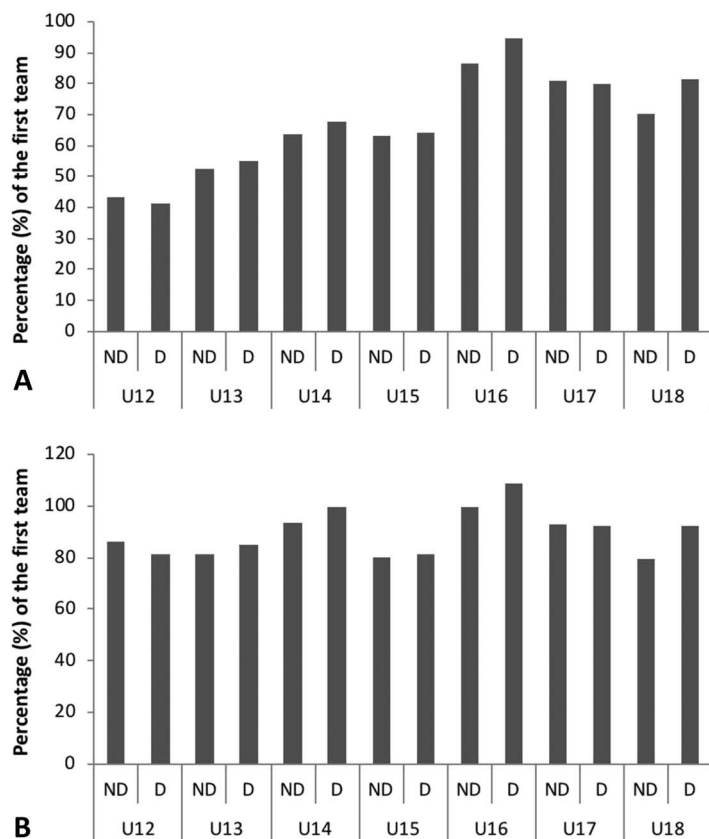 Percentage (%) of the first team
100
90
80
70
60
50
40
30
20
10
0
ND D ND D ND D ND D ND D ND D ND D
U12 U13 U14 U15 U16 U17 U18
A
Percentage (%) of the first team
120
100
80
60
40
20
0
ND D ND D ND D ND D ND D ND D ND D
U12 U13 U14 U15 U16 U17 U18
B